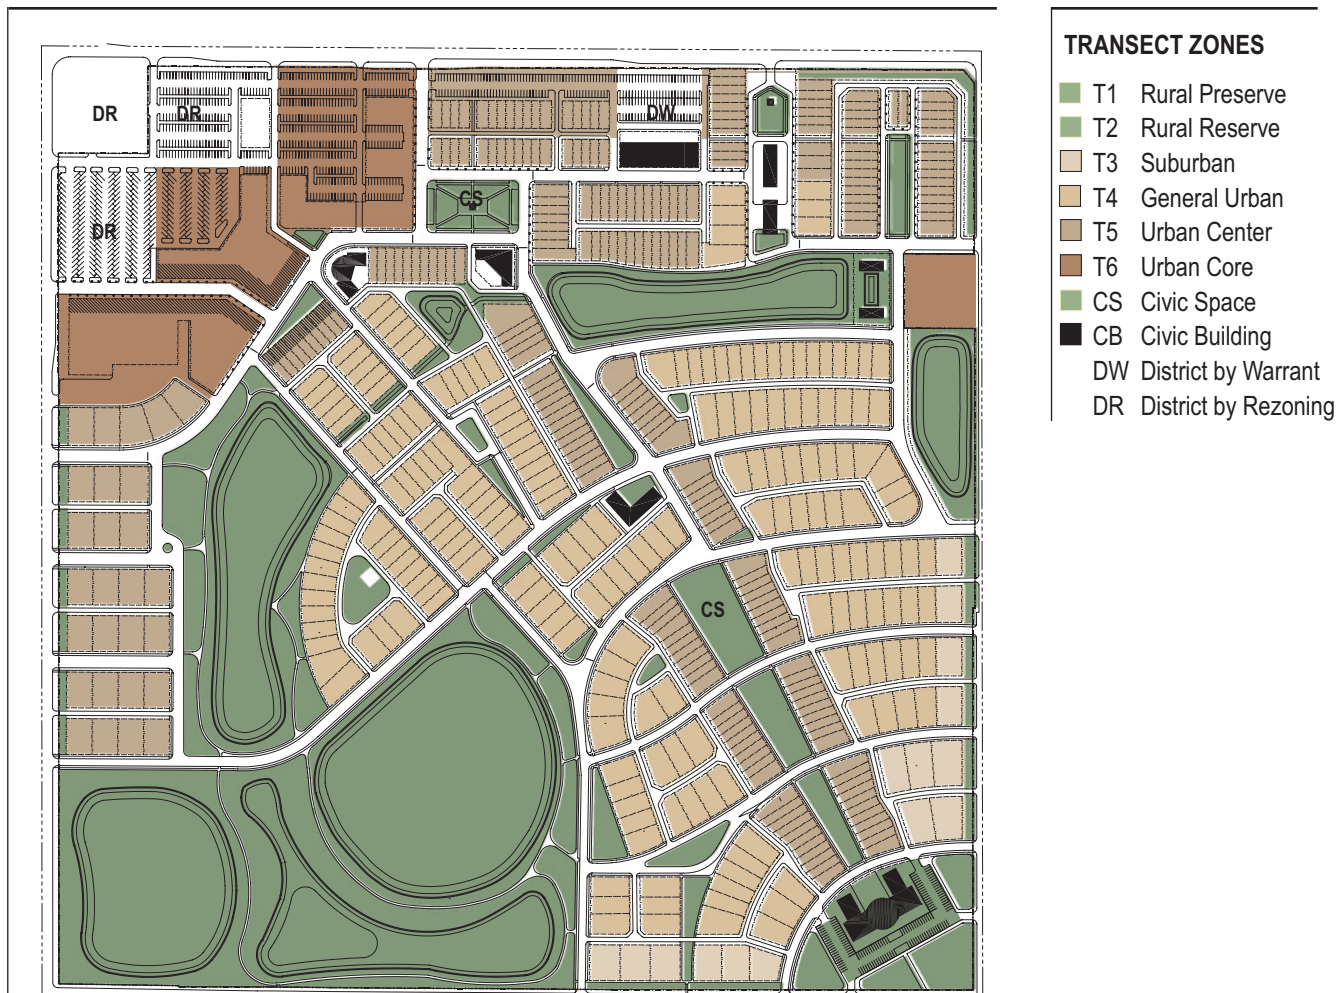 TRANSECT ZONES
T1 Rural Preserve
T2 Rural Reserve
T3 Suburban
T4 General Urban
T5 Urban Center
T6 Urban Core
CS Civic Space
CB Civic Building
DW District by Warrant
DR District by Rezoning
DR
DR
DW
CS
DR
CS